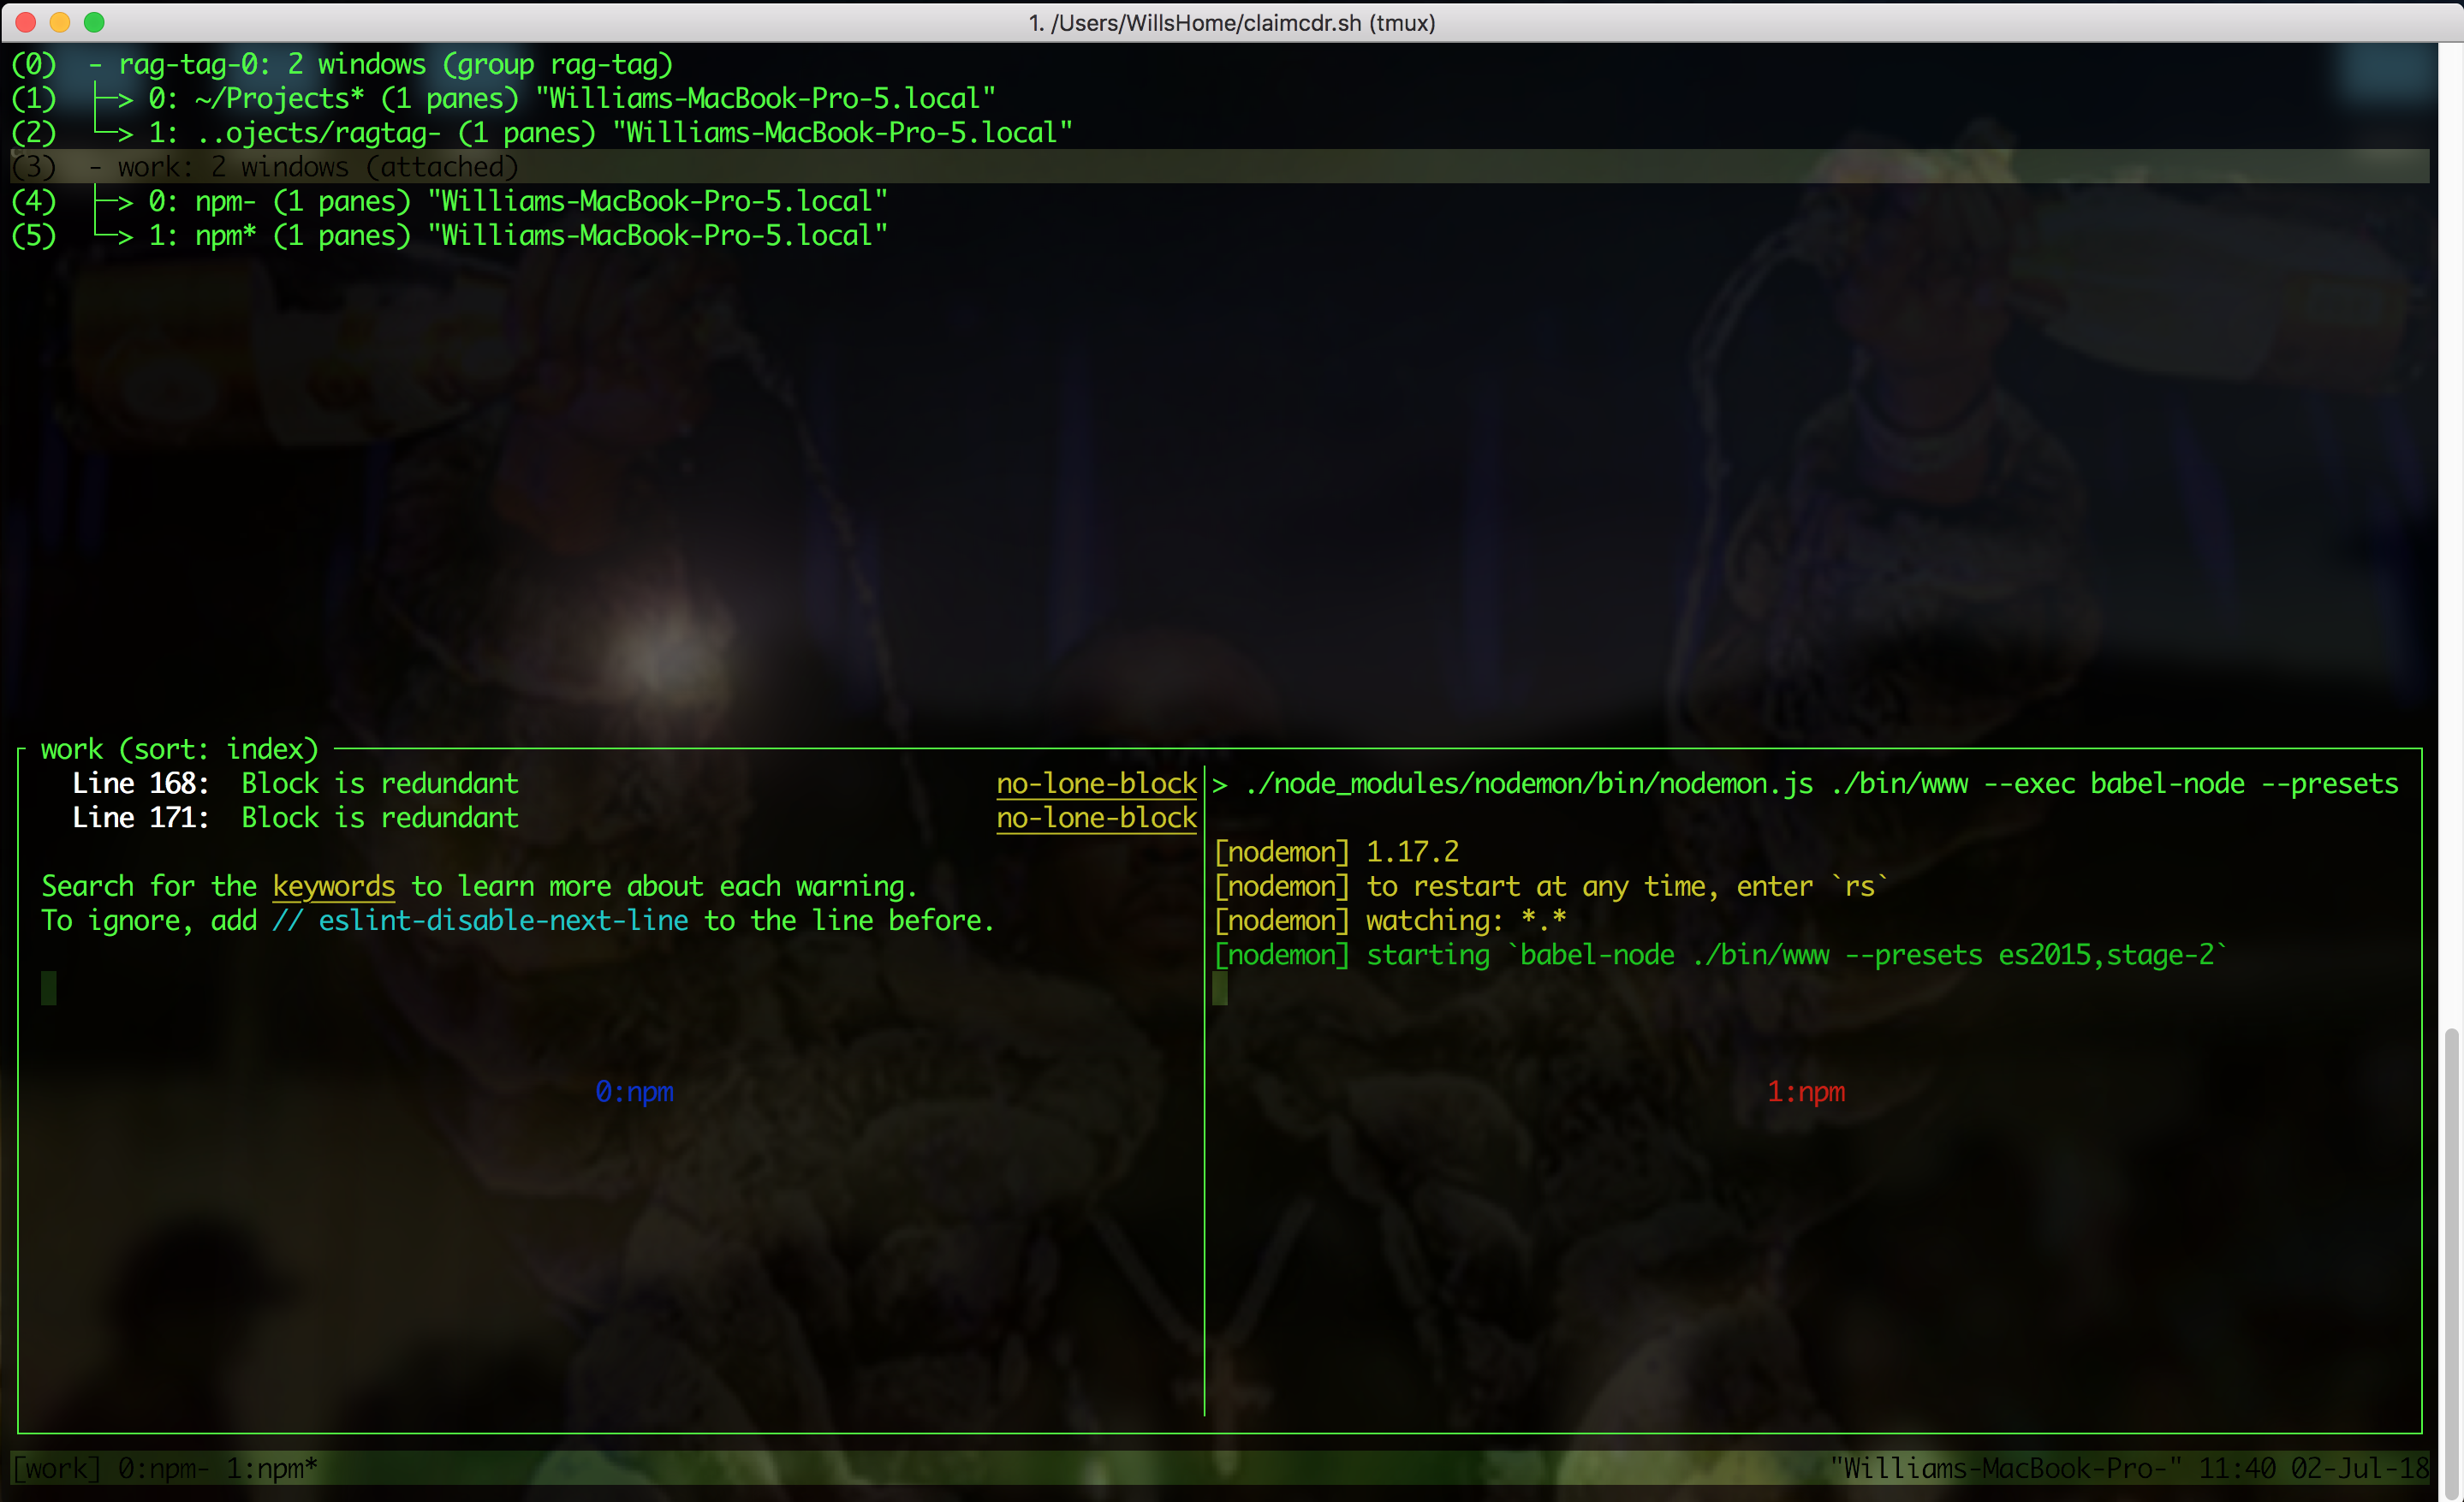 1. /Users/WillsHome/claimcdr.sh (tmux)
(0) - rag-tag-0: 2 windows (group rag-tag)
(1) ├─> 0: ~/Projects* (1 panes) "Williams-MacBook-Pro-5.local"
(2) └─> 1: ..ojects/ragtag- (1 panes) "Williams-MacBook-Pro-5.local"
(3) - work: 2 windows (attached)
(4) ├─> 0: npm- (1 panes) "Williams-MacBook-Pro-5.local"
(5) └─> 1: npm* (1 panes) "Williams-MacBook-Pro-5.local"
work (sort: index)
Line 168: Block is redundant no-lone-block
Line 171: Block is redundant no-lone-block
Search for the keywords to learn more about each warning.
To ignore, add // eslint-disable-next-line to the line before.
0:npm
> ./node_modules/nodemon/bin/nodemon.js ./bin/www --exec babel-node --presets
[nodemon] 1.17.2
[nodemon] to restart at any time, enter `rs`
[nodemon] watching: *.*
[nodemon] starting `babel-node ./bin/www --presets es2015,stage-2`
1:npm
[work] 0:npm- 1:npm* "Williams-MacBook-Pro-" 11:40 02-Jul-18